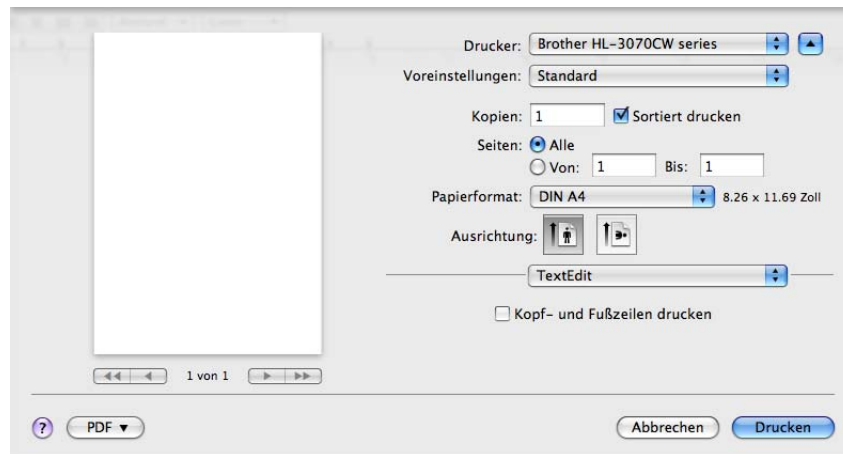 Drucker: Brother HL-3070CW series
Voreinstellungen: Standard
Kopien: 1 Sortiert drucken
Seiten: Alle
Von: 1 Bis: 1
Papierformat: DIN A4 8.26 x 11.69 Zoll
Ausrichtung:
TextEdit
Kopf- und Fußzeilen drucken
1 von 1
? PDF Abbrechen Drucken